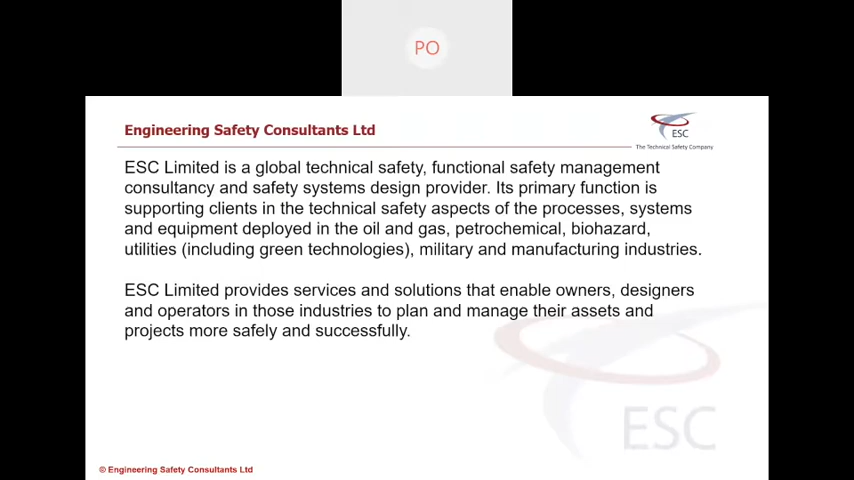 PO
Engineering Safety Consultants Ltd
ESC
The Technical Safety Company
ESC Limited is a global technical safety, functional safety management
consultancy and safety systems design provider. Its primary function is
supporting clients in the technical safety aspects of the processes, systems
and equipment deployed in the oil and gas, petrochemical, biohazard,
utilities (including green technologies), military and manufacturing industries.
ESC Limited provides services and solutions that enable owners, designers
and operators in those industries to plan and manage their assets and
projects more safely and successfully.
ESC
© Engineering Safety Consultants Ltd